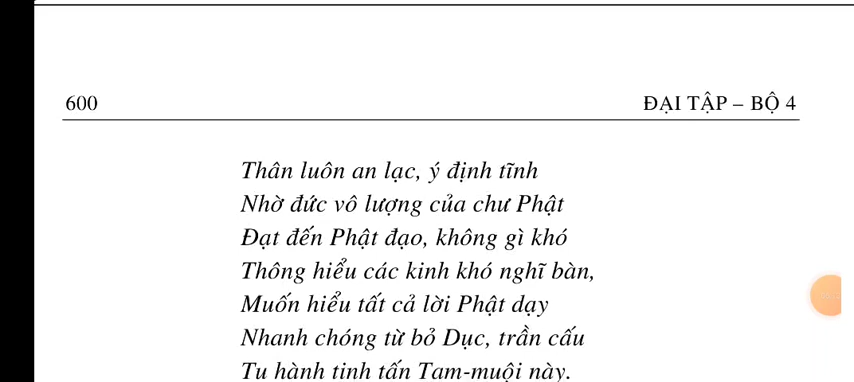 600
ĐẠI TẬP – BỘ 4
Thân luôn an lạc, ý định tĩnh
Nhờ đức vô lượng của chư Phật
Đạt đến Phật đạo, không gì khó
Thông hiểu các kinh khó nghĩ bàn,
Muốn hiểu tất cả lời Phật dạy
Nhanh chóng từ bỏ Dục, trần cấu
Tu hành tinh tấn Tam-muội này.